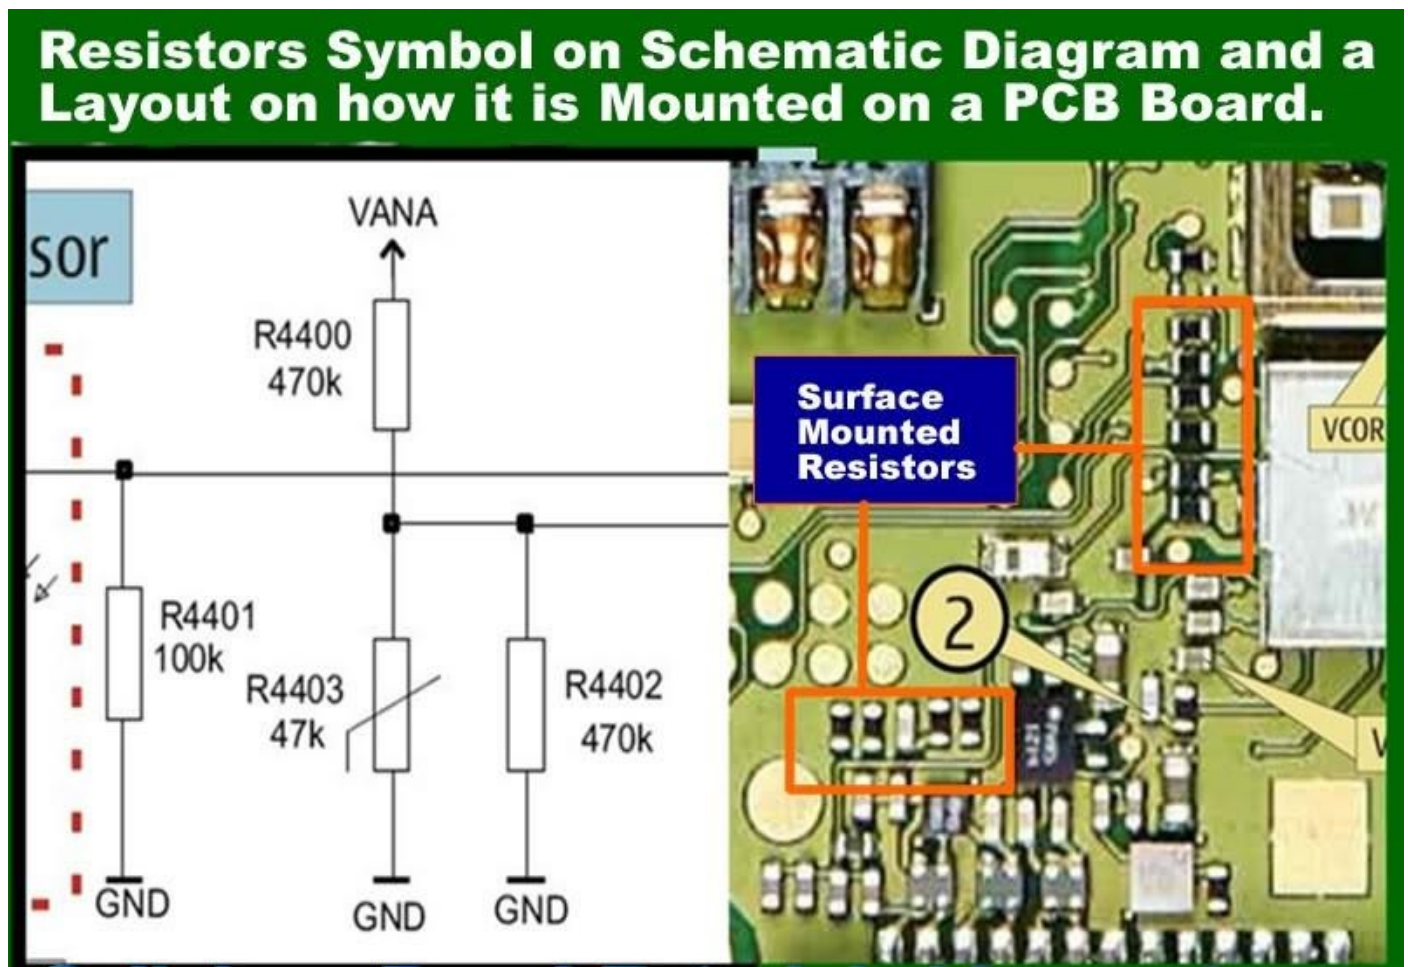 Resistors Symbol on Schematic Diagram and a
Layout on how it is Mounted on a PCB Board.
sor
VANA
R4400
470k
R4401
100k
R4403
47k
R4402
470k
GND
GND
GND
Surface
Mounted
Resistors
VCOR
2
V